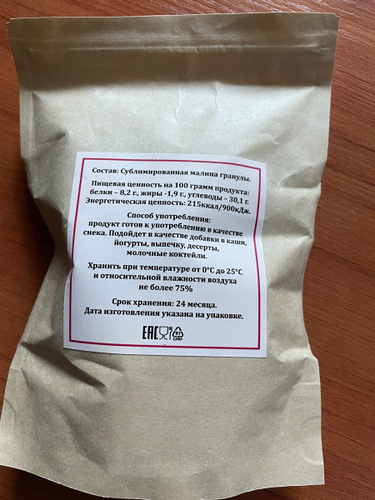 Состав: Сублимированная малина гранулы.
Пищевая ценность на 100 грамм продукта:
белки – 8,2 г., жиры -1,9 г., углеводы – 30,1 г.
Энергетическая ценность: 215ккал/900кДж.
Способ употребления:
продукт готов к употреблению в качестве
снека. Подойдет в качестве добавки в каши,
йогурты, выпечку, десерты,
молочные коктейли.
Хранить при температуре от 0°C до 25°C
и относительной влажности воздуха
не более 75%
Срок хранения: 24 месяца.
Дата изготовления указана на упаковке.
ЕАС